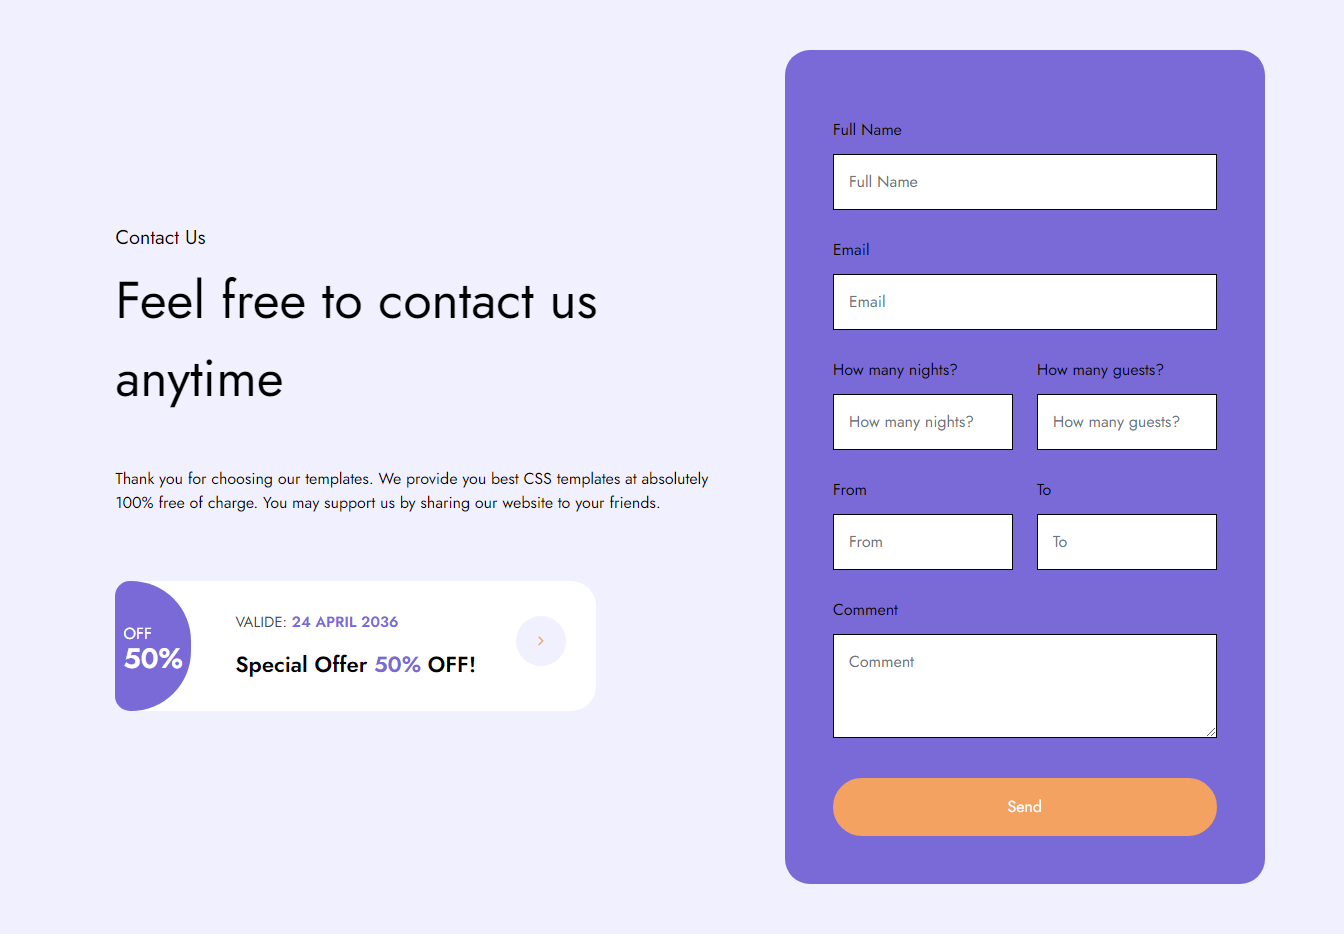 Contact Us
Feel free to contact us
anytime
Thank you for choosing our templates. We provide you best CSS templates at absolutely
100% free of charge. You may support us by sharing our website to your friends.
OFF
50%
VALIDE: 24 APRIL 2036
Special Offer 50% OFF!
Full Name
Full Name
Email
Email
How many nights? How many guests?
How many nights? How many guests?
From To
From To
Comment
Comment
Send